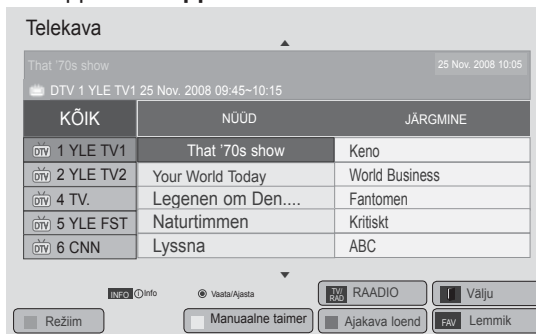 Telekava
That '70s show 25 Nov. 2008 10:05
DTV 1 YLE TV1 25 Nov. 2008 09:45~10:15
KÕIK NÜÜD JÄRGMINE
DTV 1 YLE TV1 That '70s show Keno
DTV 2 YLE TV2 Your World Today World Business
DTV 4 TV. Legenen om Den.... Fantomen
DTV 5 YLE FST Naturtimmen Kritiskt
DTV 6 CNN Lyssna ABC
INFO Info Vaata/Ajasta TV/RAD RAADIO Välju
Režiim Manuaalne taimer Ajakava loend FAV Lemmik